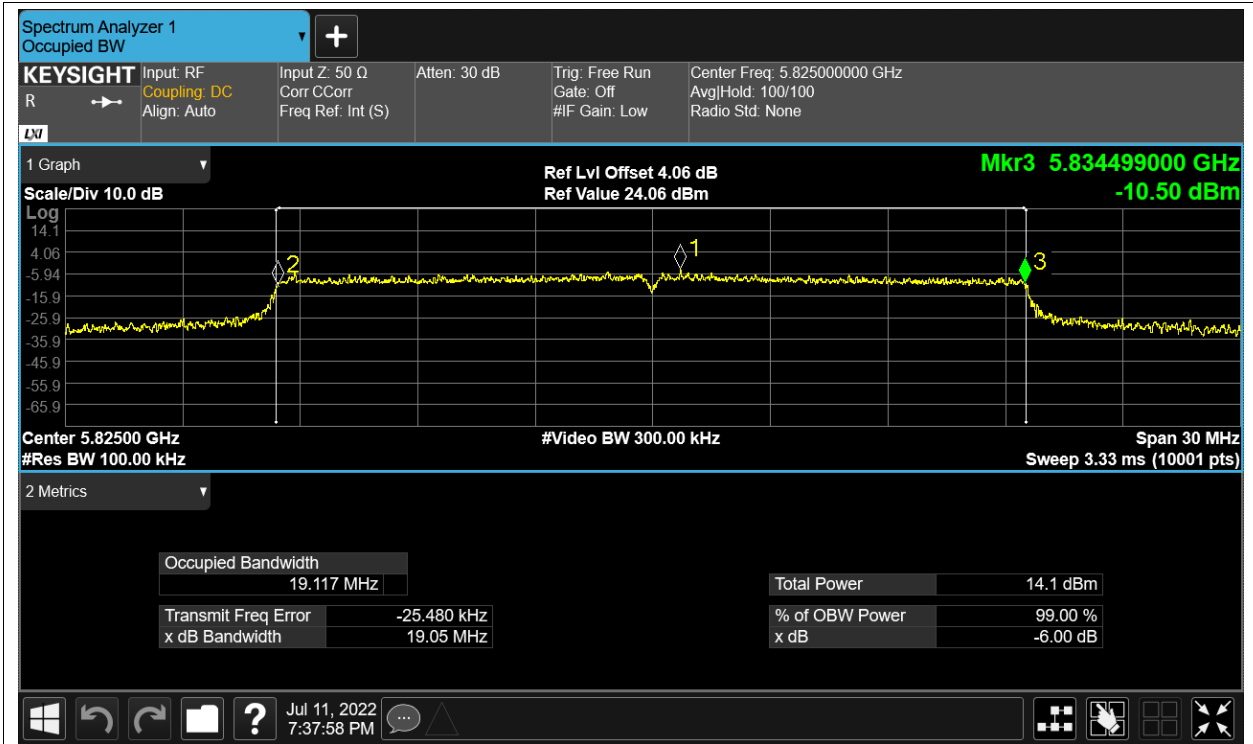 Spectrum Analyzer 1
Occupied BW
+
KEYSIGHT
R
LXI
Input: RF
Coupling: DC
Align: Auto
Input Z: 50 Ω
Corr CCorr
Freq Ref: Int (S)
Atten: 30 dB
Trig: Free Run
Gate: Off
#IF Gain: Low
Center Freq: 5.825000000 GHz
Avg|Hold: 100/100
Radio Std: None
1 Graph
Scale/Div 10.0 dB
Ref Lvl Offset 4.06 dB
Ref Value 24.06 dBm
Mkr3 5.834499000 GHz
-10.50 dBm
Log
14.1
4.06
-5.94
-15.9
-25.9
-35.9
-45.9
-55.9
-65.9
2
1
3
Center 5.82500 GHz
#Res BW 100.00 kHz
#Video BW 300.00 kHz
Span 30 MHz
Sweep 3.33 ms (10001 pts)
2 Metrics
Occupied Bandwidth
19.117 MHz
Transmit Freq Error -25.480 kHz
x dB Bandwidth 19.05 MHz
Total Power 14.1 dBm
% of OBW Power 99.00 %
x dB -6.00 dB
?
Jul 11, 2022
7:37:58 PM